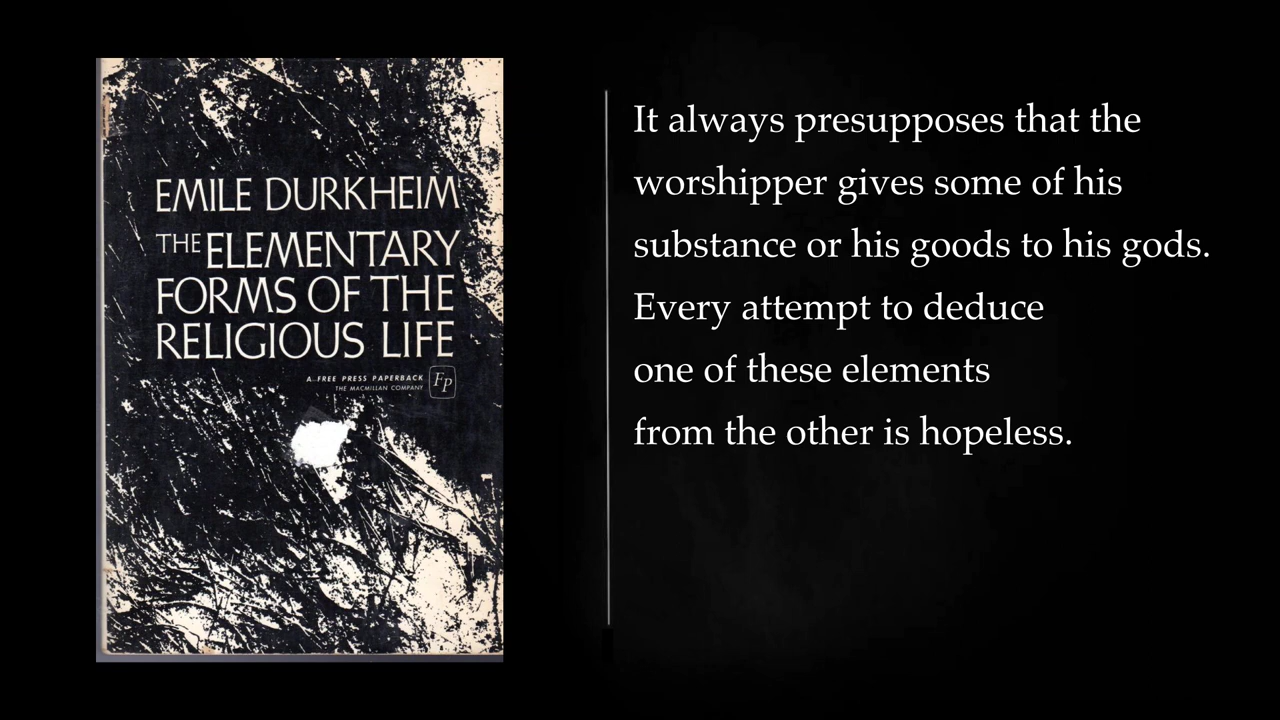 EMILE DURKHEIM
THE ELEMENTARY
FORMS OF THE
RELIGIOUS LIFE
A FREE PRESS PAPERBACK
THE MACMILLAN COMPANY
Fp
It always presupposes that the
worshipper gives some of his
substance or his goods to his gods.
Every attempt to deduce
one of these elements
from the other is hopeless.